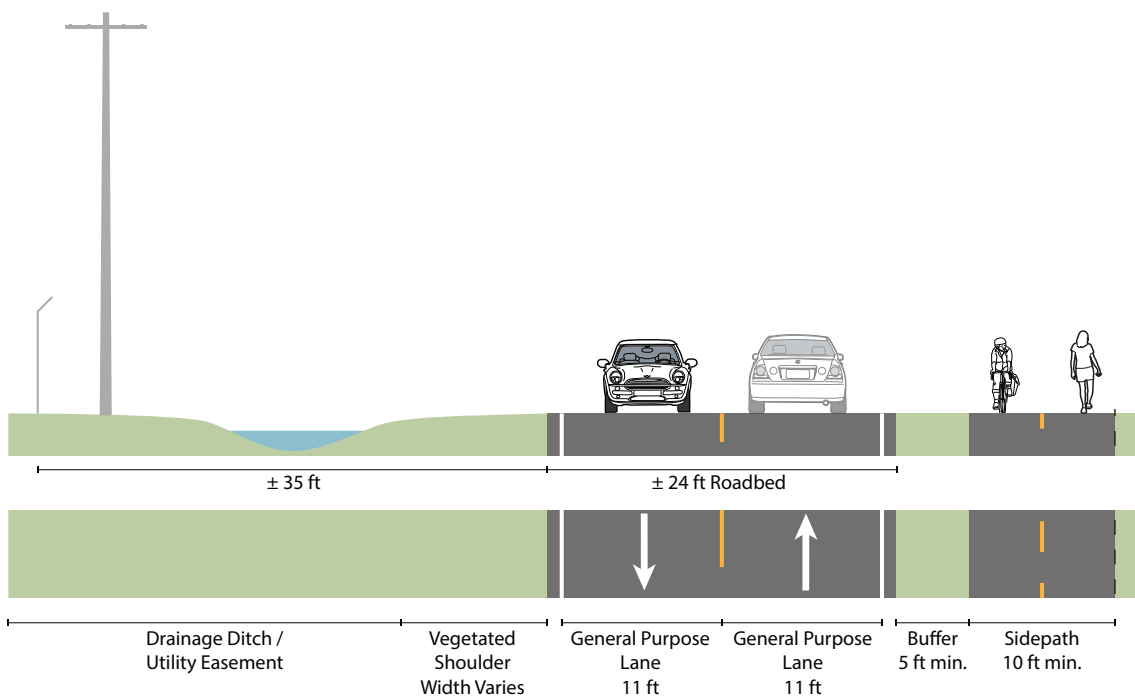 ± 35 ft
± 24 ft Roadbed
Drainage Ditch /
Utility Easement
Vegetated
Shoulder
Width Varies
General Purpose
Lane
11 ft
General Purpose
Lane
11 ft
Buffer
5 ft min.
Sidepath
10 ft min.